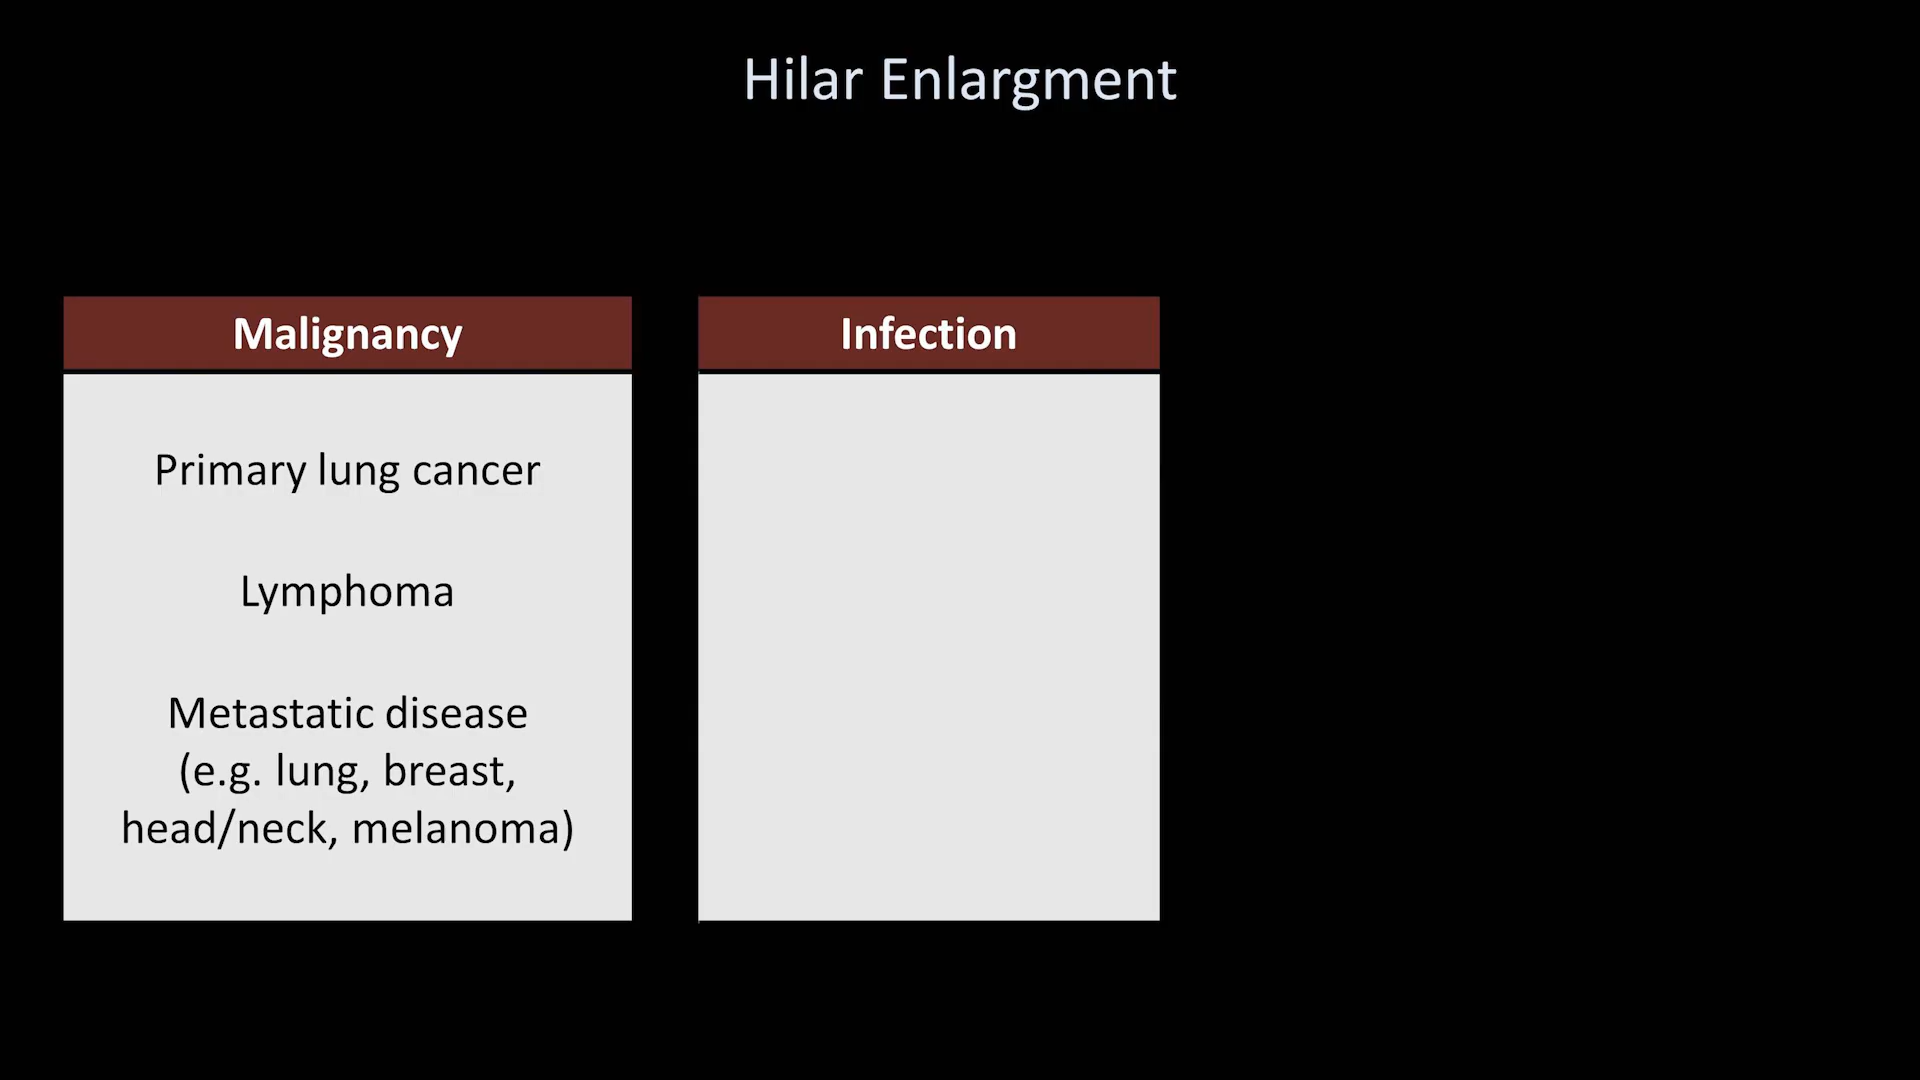 Hilar Enlargment
Malignancy
Primary lung cancer
Lymphoma
Metastatic disease
(e.g. lung, breast,
head/neck, melanoma)
Infection